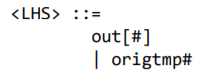 <LHS> ::=
out[#]
| origtmp#